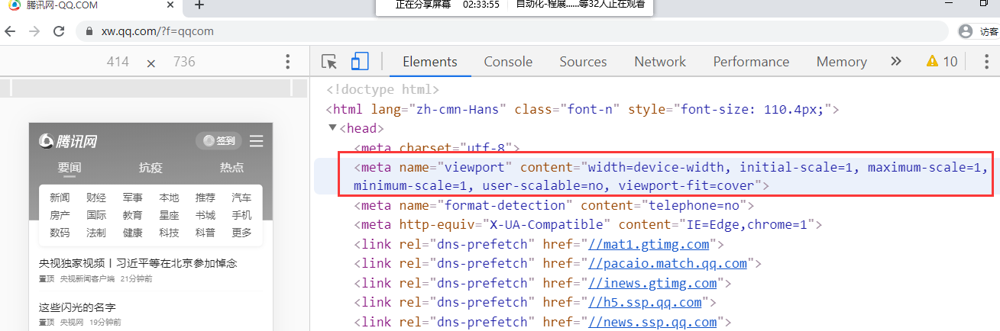 腾讯网-QQ.COM
正在分享屏幕 02:33:55 自动化-程展......等32人正在观看
xw.qq.com/?f=qqcom
访客
414 × 736
Elements Console Sources Network Performance Memory » 10
<!doctype html>
<html lang="zh-cmn-Hans" class="font-n" style="font-size: 110.4px;">
<head>
<meta charset="utf-8">
<meta name="viewport" content="width=device-width, initial-scale=1, maximum-scale=1,
minimum-scale=1, user-scalable=no, viewport-fit=cover">
<meta name="format-detection" content="telephone=no">
<meta http-equiv="X-UA-Compatible" content="IE=Edge,chrome=1">
<link rel="dns-prefetch" href="//mat1.gtimg.com">
<link rel="dns-prefetch" href="//pacaio.match.qq.com">
<link rel="dns-prefetch" href="//inews.gtimg.com">
<link rel="dns-prefetch" href="//h5.ssp.qq.com">
<link rel="dns-prefetch" href="//news.ssp.qq.com">
腾讯网 签到
要闻 抗疫 热点
新闻 财经 军事 本地 推荐 汽车
房产 国际 教育 星座 书城 手机
数码 法制 健康 科技 科普 更多
央视独家视频丨习近平等在北京参加悼念
置顶 央视新闻客户端 21分钟前
这些闪光的名字
置顶 央视网 19分钟前